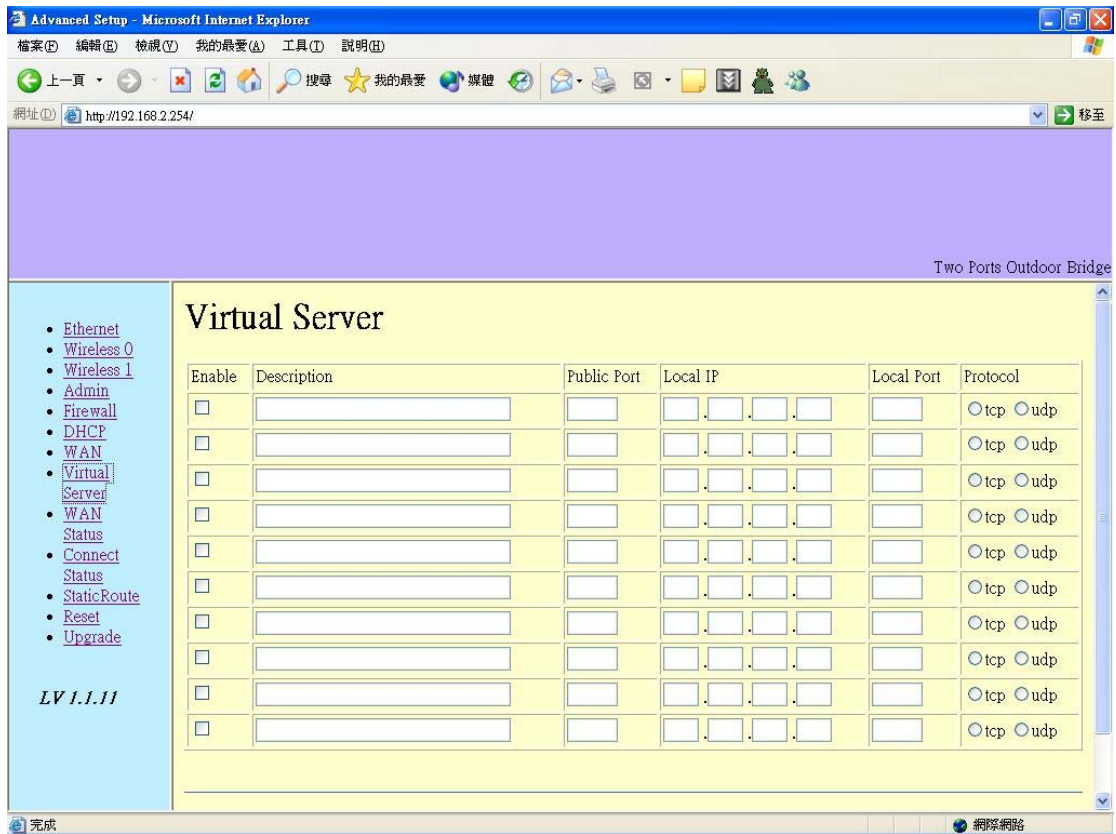 Advanced Setup - Microsoft Internet Explorer
檔案(F) 編輯(E) 檢視(V) 我的最愛(A) 工具(T) 說明(H)
上一頁 搜尋 我的最愛 媒體
網址(D) http://192.168.2.254/ 移至
Two Ports Outdoor Bridge
Ethernet
Wireless 0
Wireless 1
Admin
Firewall
DHCP
WAN
Virtual
Server
WAN
Status
Connect
Status
StaticRoute
Reset
Upgrade
LV 1.1.11
Virtual Server
Enable Description Public Port Local IP Local Port Protocol
. . . tcp udp
. . . tcp udp
. . . tcp udp
. . . tcp udp
. . . tcp udp
. . . tcp udp
. . . tcp udp
. . . tcp udp
. . . tcp udp
. . . tcp udp
完成 網際網路